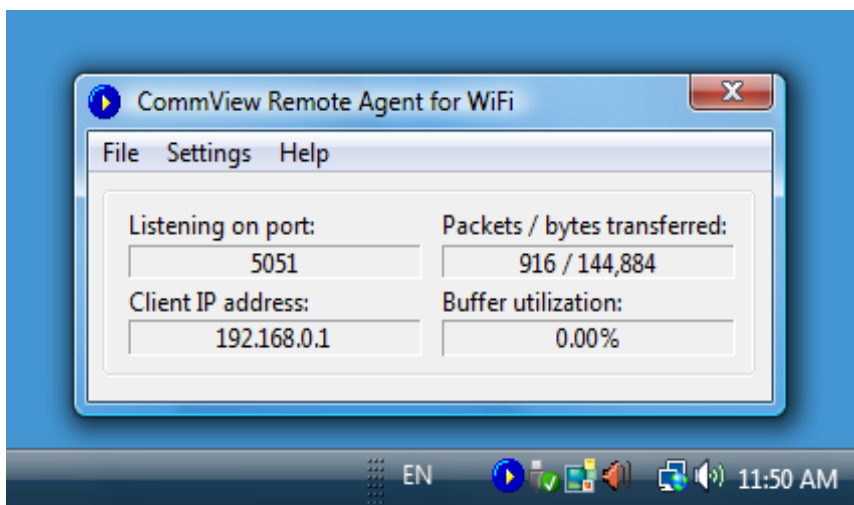 CommView Remote Agent for WiFi
File Settings Help
Listening on port: Packets / bytes transferred:
5051 916 / 144,884
Client IP address: Buffer utilization:
192.168.0.1 0.00%
EN 11:50 AM